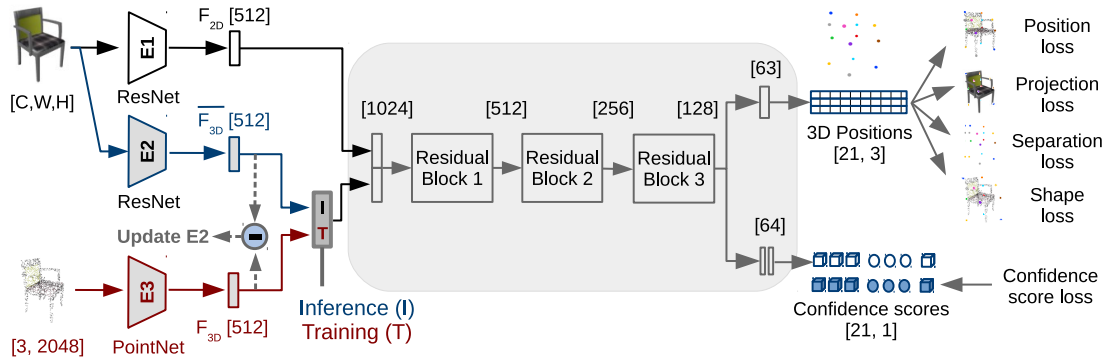 [C,W,H]
E1
ResNet
F2D [512]
E2
ResNet
F3D [512]
Update E2
[3, 2048]
E3
PointNet
F3D [512]
I
T
Inference (I)
Training (T)
[1024]
Residual
Block 1
[512]
Residual
Block 2
[256]
Residual
Block 3
[128]
[63]
[64]
3D Positions
[21, 3]
Confidence scores
[21, 1]
Position
loss
Projection
loss
Separation
loss
Shape
loss
Confidence
score loss